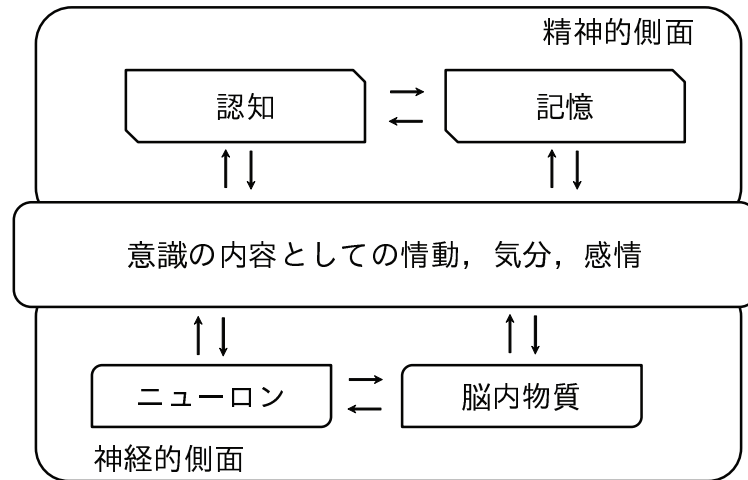 精神的側面
認知
記憶
意識の内容としての情動，気分，感情
ニューロン
脳内物質
神経的側面